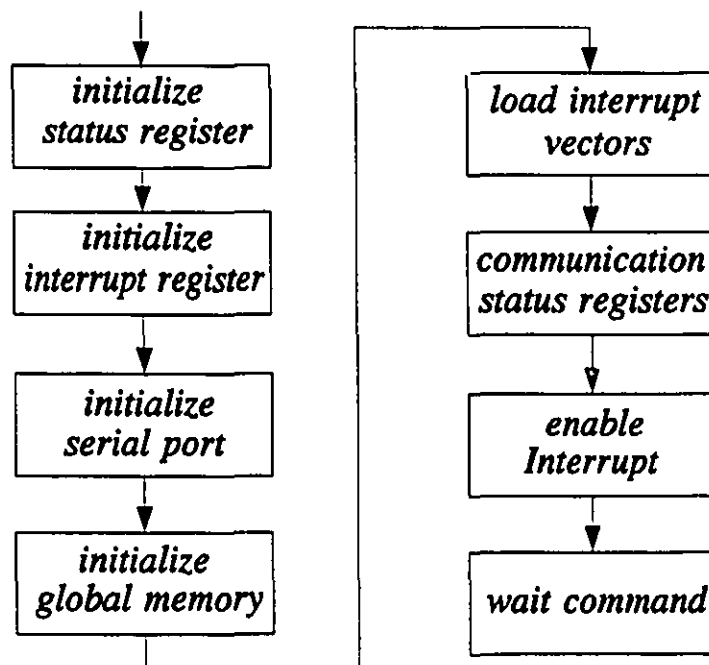 initialize
status register
initialize
interrupt register
initialize
serial port
initialize
global memory
load interrupt
vectors
communication
status registers
enable
Interrupt
wait command